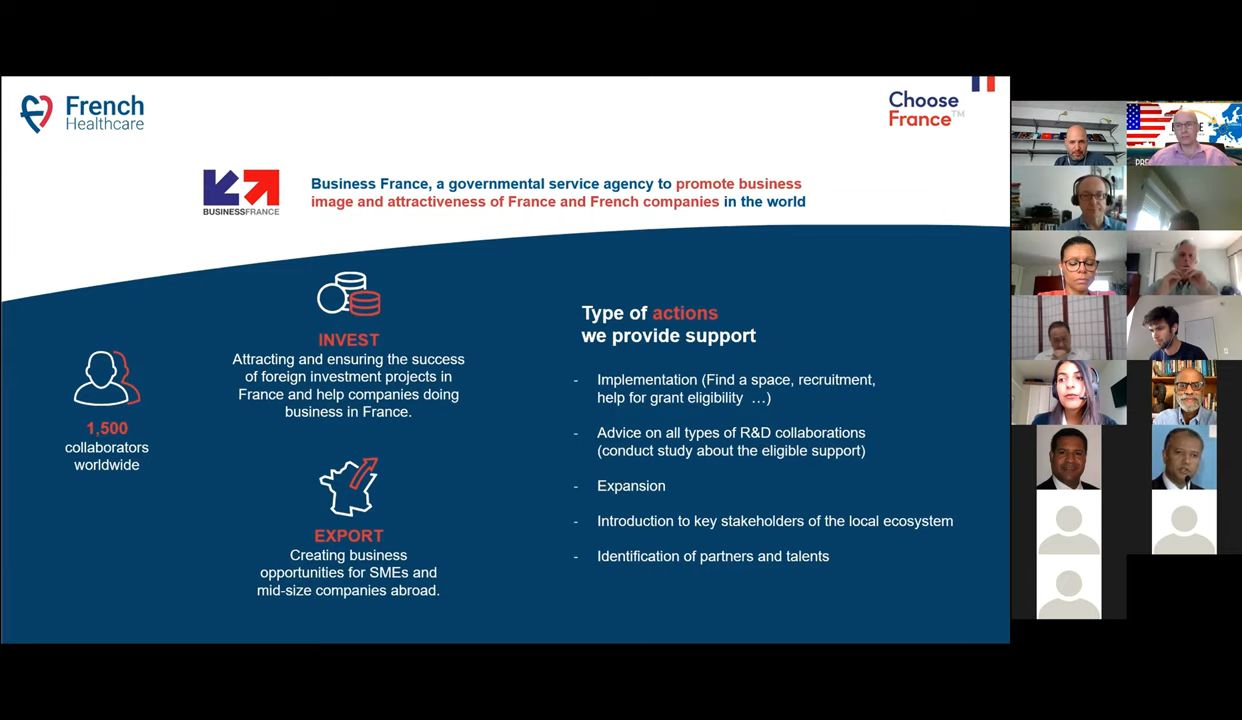 French
Healthcare
Choose
France™
BUSINESSFRANCE
Business France, a governmental service agency to promote business
image and attractiveness of France and French companies in the world
1,500
collaborators
worldwide
INVEST
Attracting and ensuring the success
of foreign investment projects in
France and help companies doing
business in France.
EXPORT
Creating business
opportunities for SMEs and
mid-size companies abroad.
Type of actions
we provide support
- Implementation (Find a space, recruitment,
help for grant eligibility …)
- Advice on all types of R&D collaborations
(conduct study about the eligible support)
- Expansion
- Introduction to key stakeholders of the local ecosystem
- Identification of partners and talents